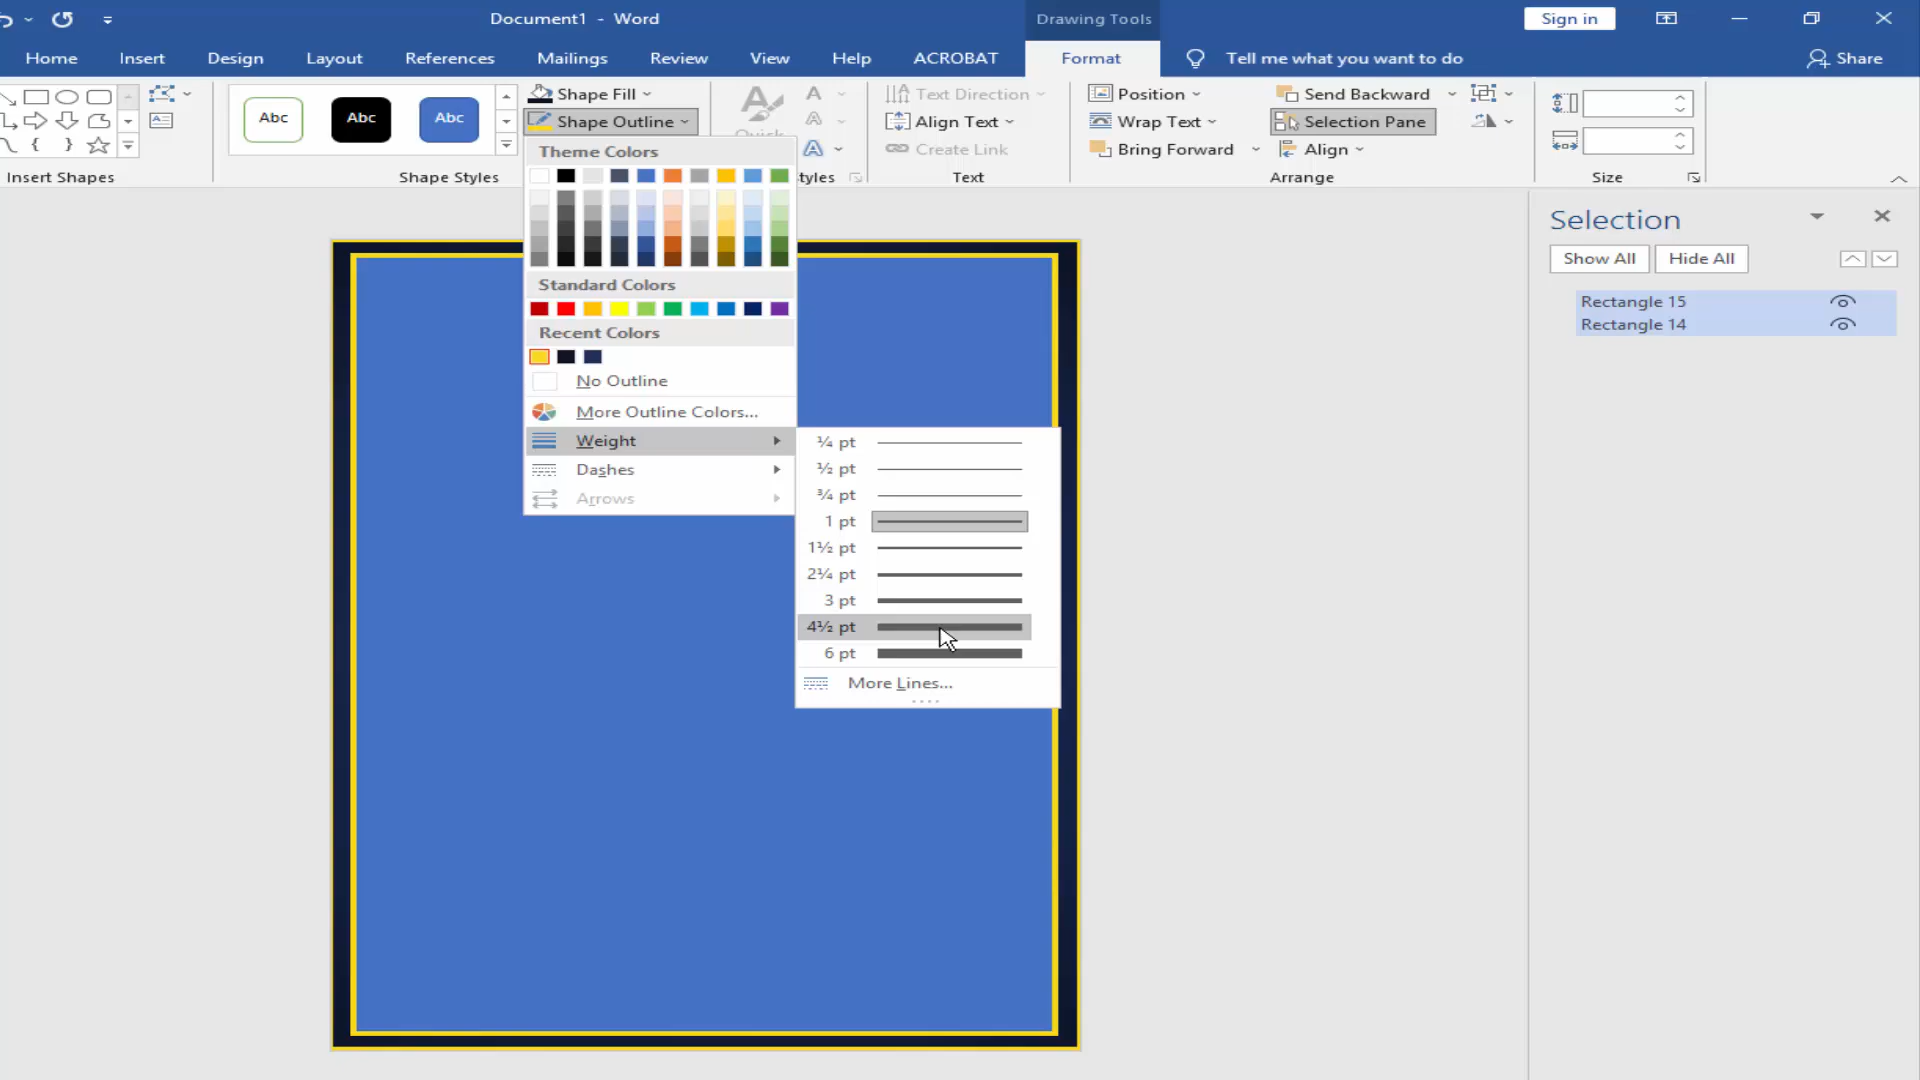 Document1 - Word
Drawing Tools
Sign in
Home Insert Design Layout References Mailings Review View Help ACROBAT Format Tell me what you want to do Share
Abc Abc Abc
Shape Fill
Shape Outline
Quick
Text Direction
Align Text
Create Link
Position
Wrap Text
Bring Forward
Send Backward
Selection Pane
Align
Insert Shapes Shape Styles tyles Text Arrange Size
Theme Colors
Standard Colors
Recent Colors
No Outline
More Outline Colors...
Weight
Dashes
Arrows
¼ pt
½ pt
¾ pt
1 pt
1½ pt
2¼ pt
3 pt
4½ pt
6 pt
More Lines...
Selection
Show All Hide All
Rectangle 15
Rectangle 14